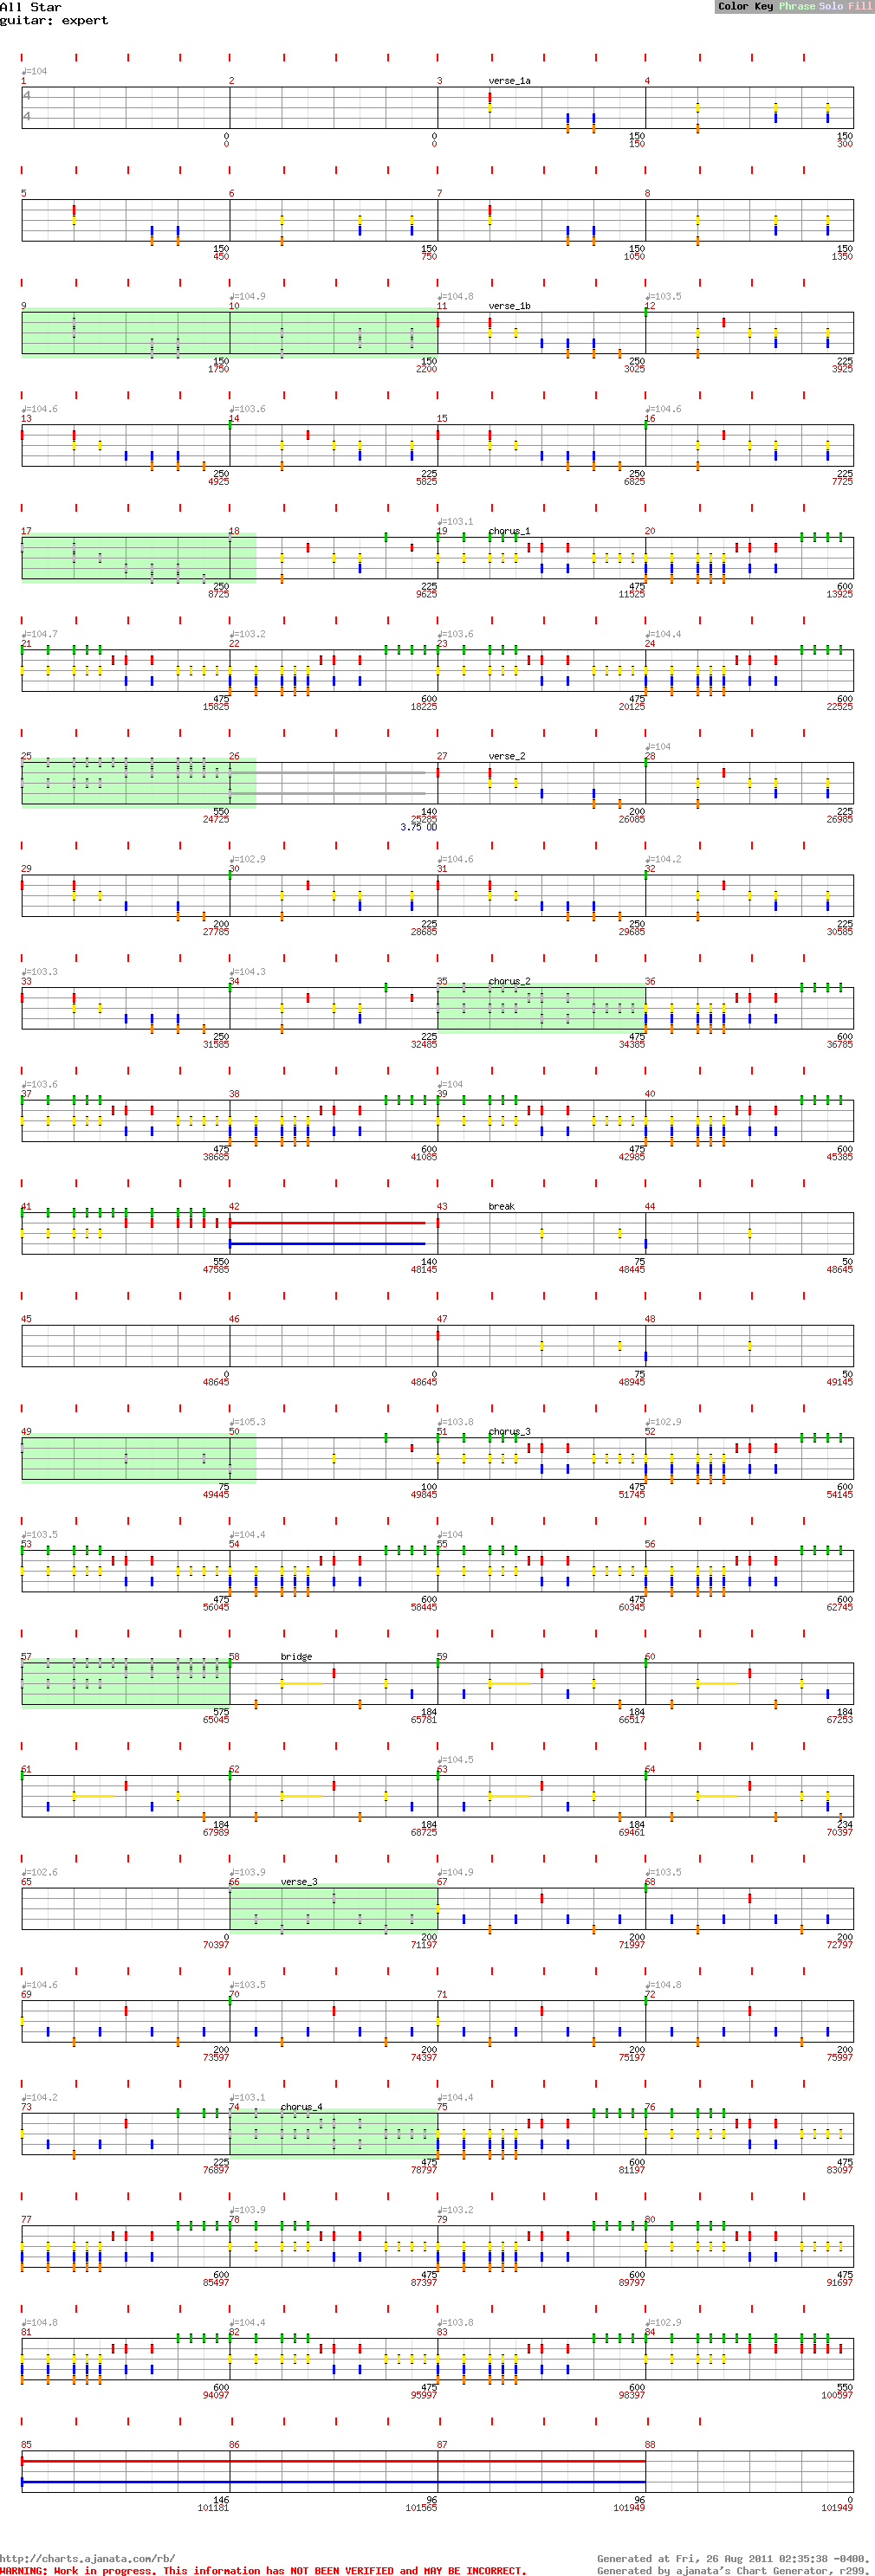 All Star
guitar: expert
Color Key Phrase Solo Fill
♩=104
1 2 3 verse_1a 4
4
4
0 0 150 150
0 0 150 300
5 6 7 8
150 150 150 150
450 750 1050 1350
♩=104.9 ♩=104.8 ♩=103.5
9 10 11 verse_1b 12
150 150 250 225
1750 2200 3025 3925
♩=104.6 ♩=103.6 ♩=104.6
13 14 15 16
250 225 250 225
4925 5825 6825 7725
♩=103.1
17 18 19 chorus_1 20
250 225 475 600
8725 9625 11525 13925
♩=104.7 ♩=103.2 ♩=103.6 ♩=104.4
21 22 23 24
475 600 475 600
15825 18225 20125 22525
♩=104
25 26 27 verse_2 28
550 140 200 225
24725 25285 26085 26985
3.75 OD
♩=102.9 ♩=104.6 ♩=104.2
29 30 31 32
200 225 250 225
27785 28685 29685 30585
♩=103.3 ♩=104.3
33 34 35 chorus_2 36
250 225 475 600
31585 32485 34385 36785
♩=103.6 ♩=104
37 38 39 40
475 600 475 600
38685 41085 42985 45385
41 42 43 break 44
550 140 75 50
47585 48145 48445 48645
45 46 47 48
0 0 75 50
48645 48645 48945 49145
♩=105.3 ♩=103.8 ♩=102.9
49 50 51 chorus_3 52
75 100 475 600
49445 49845 51745 54145
♩=103.5 ♩=104.4 ♩=104
53 54 55 56
475 600 475 600
56045 58445 60345 62745
57 58 bridge 59 60
575 184 184 184
65045 65781 66517 67253
♩=104.5
61 62 63 64
184 184 184 234
67989 68725 69461 70397
♩=102.6 ♩=103.9 ♩=104.9 ♩=103.5
65 66 verse_3 67 68
0 200 200 200
70397 71197 71997 72797
♩=104.6 ♩=103.5 ♩=104.8
69 70 71 72
200 200 200 200
73597 74397 75197 75997
♩=104.2 ♩=103.1 ♩=104.4
73 74 chorus_4 75 76
225 475 600 475
76897 78797 81197 83097
♩=103.9 ♩=103.2
77 78 79 80
600 475 600 475
85497 87397 89797 91697
♩=104.8 ♩=104.4 ♩=103.8 ♩=102.9
81 82 83 84
600 475 600 550
94097 95997 98397 100597
85 86 87 88
146 96 96 0
101181 101565 101949 101949
http://charts.ajanata.com/rb/ Generated at Fri, 26 Aug 2011 02:35:38 -0400.
WARNING: Work in progress. This information has NOT BEEN VERIFIED and MAY BE INCORRECT. Generated by ajanata's Chart Generator, r299.